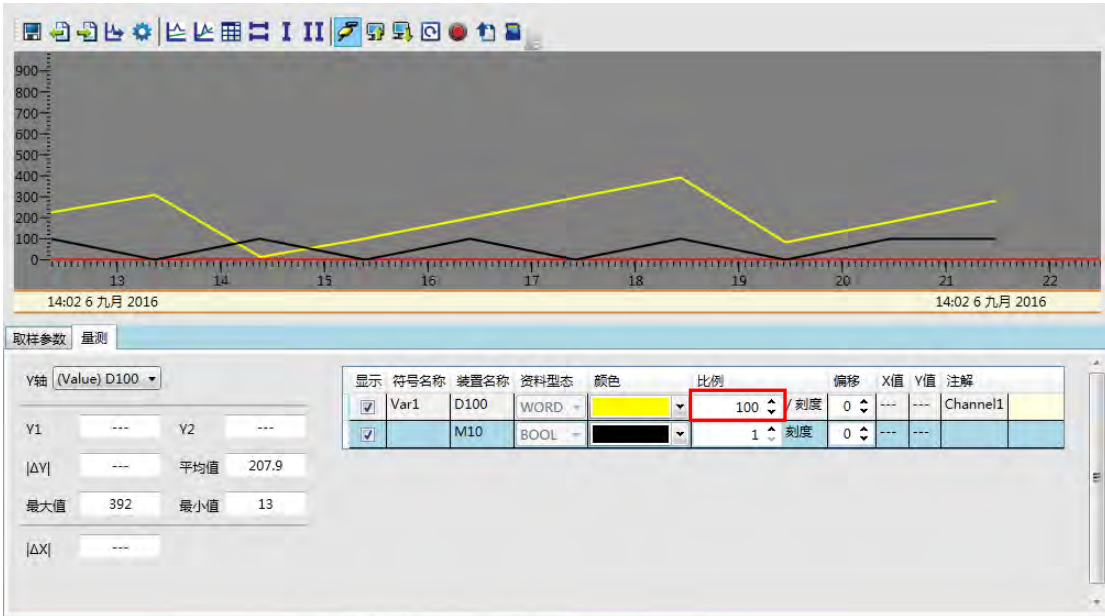 900
800
700
600
500
400
300
200
100
0
13 14 15 16 17 18 19 20 21 22
14:02 6 九月 2016 14:02 6 九月 2016
取样参数 量测
Y轴 (Value) D100
显示 符号名称 装置名称 资料型态 颜色 比例 偏移 X值 Y值 注解
Var1 D100 WORD 100 / 刻度 0 --- --- Channel1
M10 BOOL 1 刻度 0 --- ---
Y1 --- Y2 ---
|ΔY| --- 平均值 207.9
最大值 392 最小值 13
|ΔX| ---